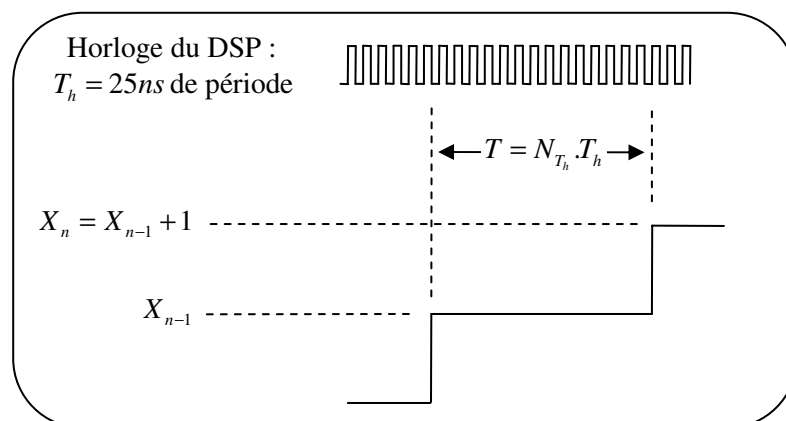 Horloge du DSP :
T_h = 25ns de période
T = N_{T_h}.T_h
X_n = X_{n-1} + 1
X_{n-1}